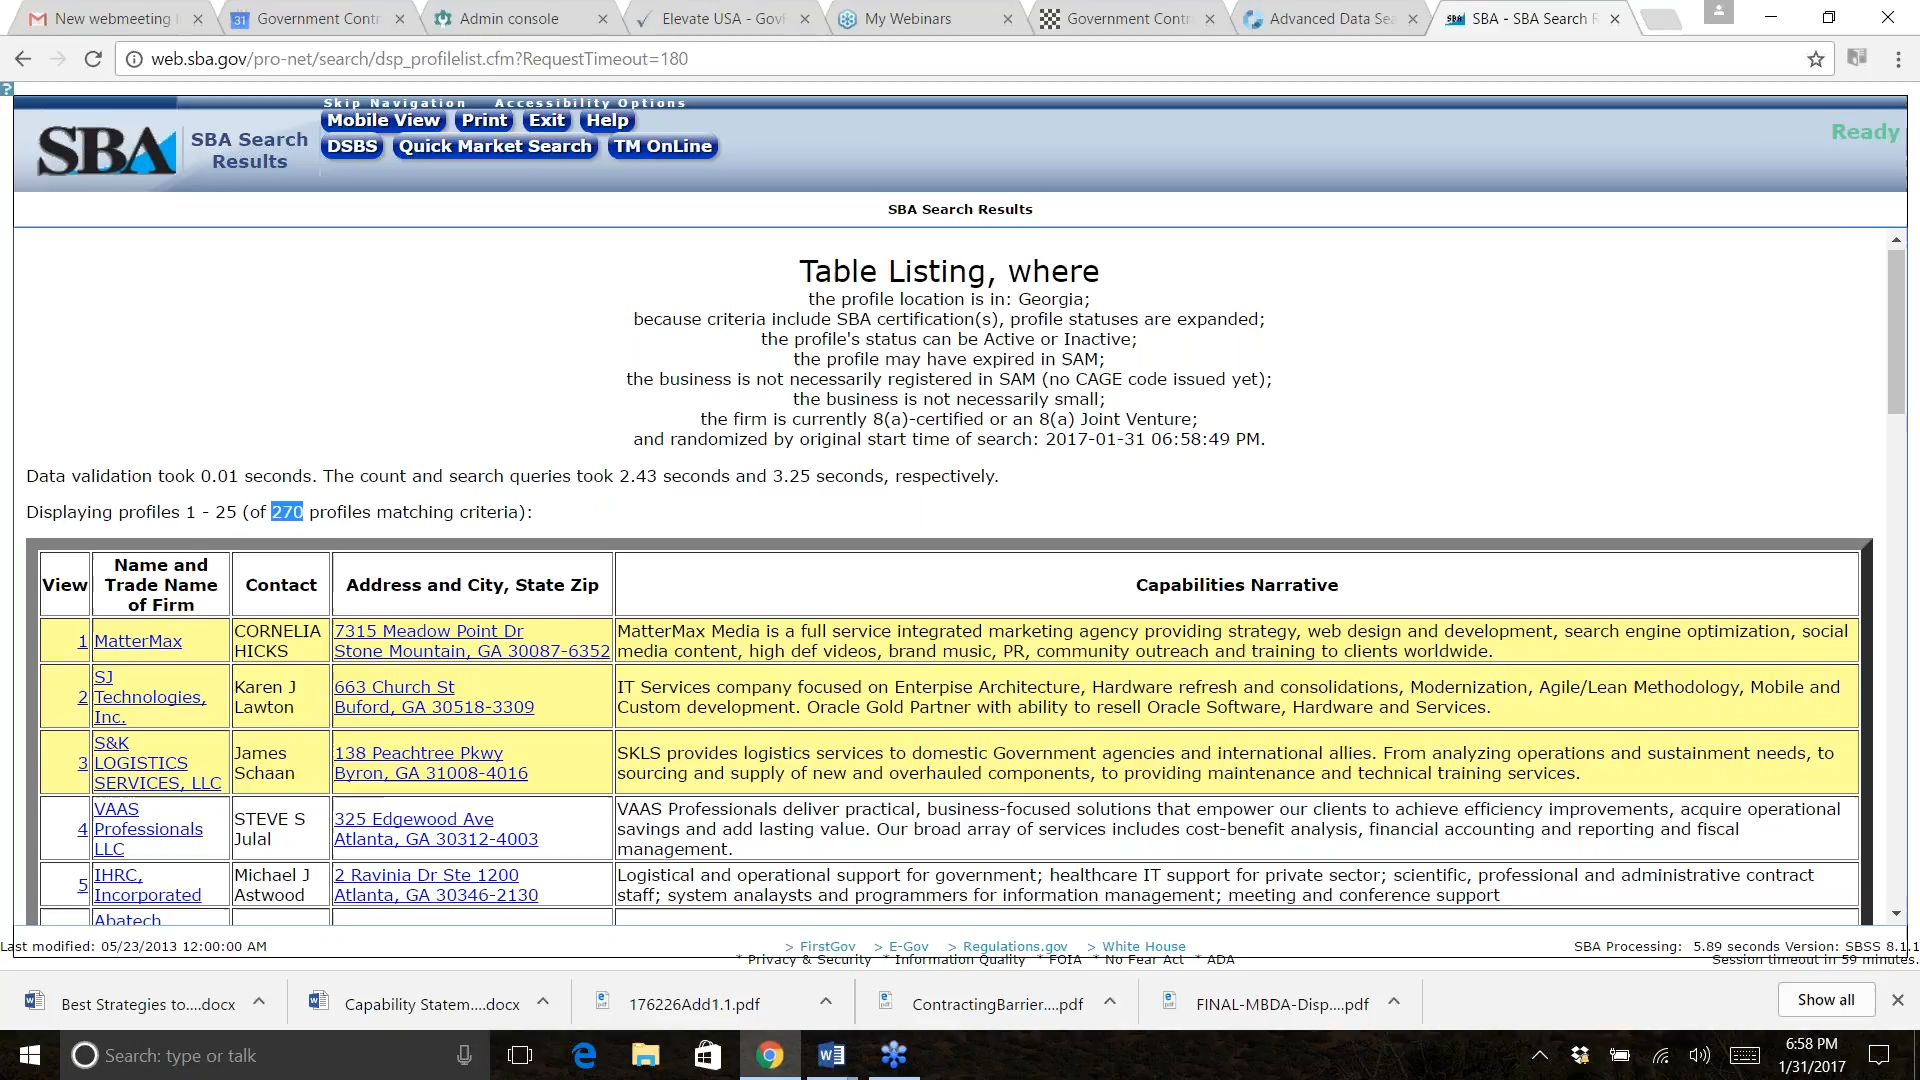 New webmeeting
Government Contr
Admin console
Elevate USA - GovF
My Webinars
Government Contr
Advanced Data Sea
SBA - SBA Search R
web.sba.gov/pro-net/search/dsp_profilelist.cfm?RequestTimeout=180
Skip Navigation Accessibility Options
Mobile View Print Exit Help
DSBS Quick Market Search TM OnLine
SBA
SBA Search
Results
Ready
SBA Search Results
Table Listing, where
the profile location is in: Georgia;
because criteria include SBA certification(s), profile statuses are expanded;
the profile's status can be Active or Inactive;
the profile may have expired in SAM;
the business is not necessarily registered in SAM (no CAGE code issued yet);
the business is not necessarily small;
the firm is currently 8(a)-certified or an 8(a) Joint Venture;
and randomized by original start time of search: 2017-01-31 06:58:49 PM.
Data validation took 0.01 seconds. The count and search queries took 2.43 seconds and 3.25 seconds, respectively.
Displaying profiles 1 - 25 (of 270 profiles matching criteria):
View
Name and
Trade Name
of Firm
Contact
Address and City, State Zip
Capabilities Narrative
1
MatterMax
CORNELIA
HICKS
7315 Meadow Point Dr
Stone Mountain, GA 30087-6352
MatterMax Media is a full service integrated marketing agency providing strategy, web design and development, search engine optimization, social
media content, high def videos, brand music, PR, community outreach and training to clients worldwide.
2
SJ
Technologies,
Inc.
Karen J
Lawton
663 Church St
Buford, GA 30518-3309
IT Services company focused on Enterpise Architecture, Hardware refresh and consolidations, Modernization, Agile/Lean Methodology, Mobile and
Custom development. Oracle Gold Partner with ability to resell Oracle Software, Hardware and Services.
3
S&K
LOGISTICS
SERVICES, LLC
James
Schaan
138 Peachtree Pkwy
Byron, GA 31008-4016
SKLS provides logistics services to domestic Government agencies and international allies. From analyzing operations and sustainment needs, to
sourcing and supply of new and overhauled components, to providing maintenance and technical training services.
4
VAAS
Professionals
LLC
STEVE S
Julal
325 Edgewood Ave
Atlanta, GA 30312-4003
VAAS Professionals deliver practical, business-focused solutions that empower our clients to achieve efficiency improvements, acquire operational
savings and add lasting value. Our broad array of services includes cost-benefit analysis, financial accounting and reporting and fiscal
management.
5
IHRC,
Incorporated
Michael J
Astwood
2 Ravinia Dr Ste 1200
Atlanta, GA 30346-2130
Logistical and operational support for government; healthcare IT support for private sector; scientific, professional and administrative contract
staff; system analaysts and programmers for information management; meeting and conference support
Abatech
Last modified: 05/23/2013 12:00:00 AM
> FirstGov > E-Gov > Regulations.gov > White House
* Privacy & Security * Information Quality * FOIA * No Fear Act * ADA
SBA Processing: 5.89 seconds Version: SBSS 8.1.1
Session timeout in 59 minutes.
Best Strategies to....docx
Capability Statem....docx
176226Add1.1.pdf
ContractingBarrier....pdf
FINAL-MBDA-Disp....pdf
Show all
Search: type or talk
6:58 PM
1/31/2017